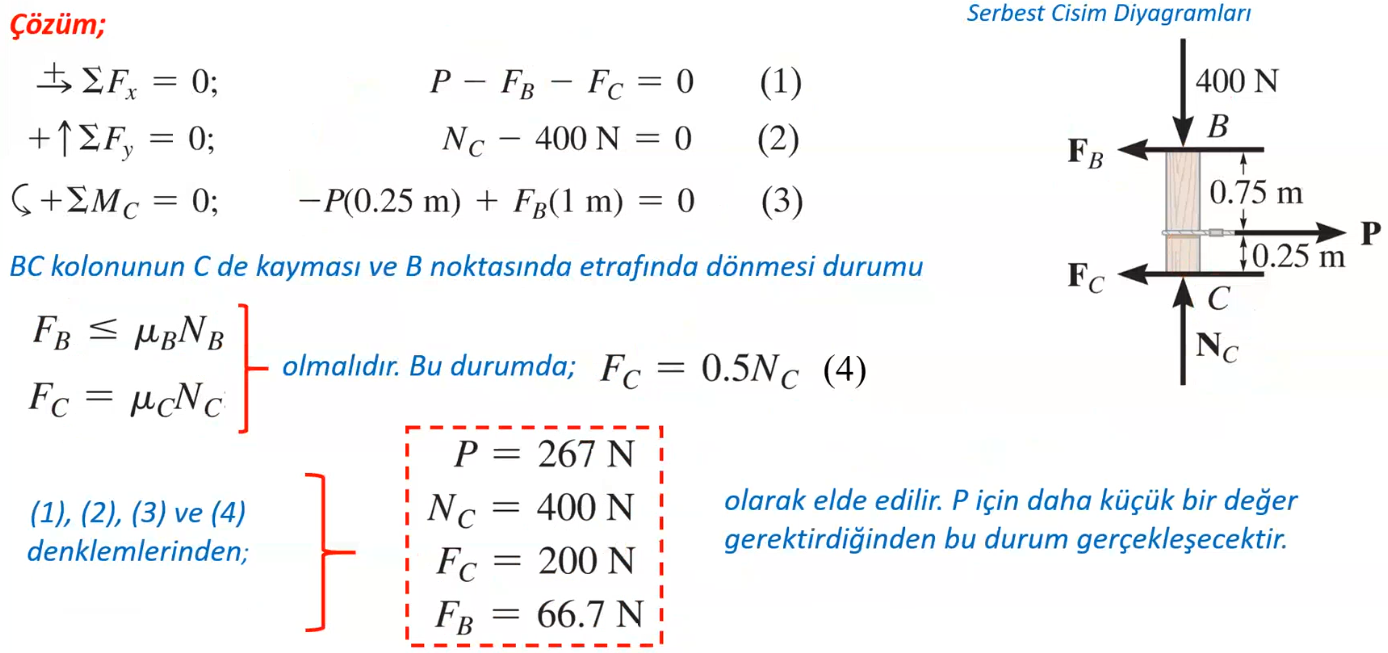 Çözüm;
Serbest Cisim Diyagramları
→+ ΣFx = 0; P − FB − FC = 0 (1)
+↑ΣFy = 0; NC − 400 N = 0 (2)
⤹+ΣMC = 0; −P(0.25 m) + FB(1 m) = 0 (3)
400 N
B
FB
0.75 m
P
0.25 m
FC
C
NC
BC kolonunun C de kayması ve B noktasında etrafında dönmesi durumu
FB ≤ μBNB
FC = μCNC
olmalıdır. Bu durumda; FC = 0.5NC (4)
(1), (2), (3) ve (4)
denklemlerinden;
P = 267 N
NC = 400 N
FC = 200 N
FB = 66.7 N
olarak elde edilir. P için daha küçük bir değer
gerektirdiğinden bu durum gerçekleşecektir.